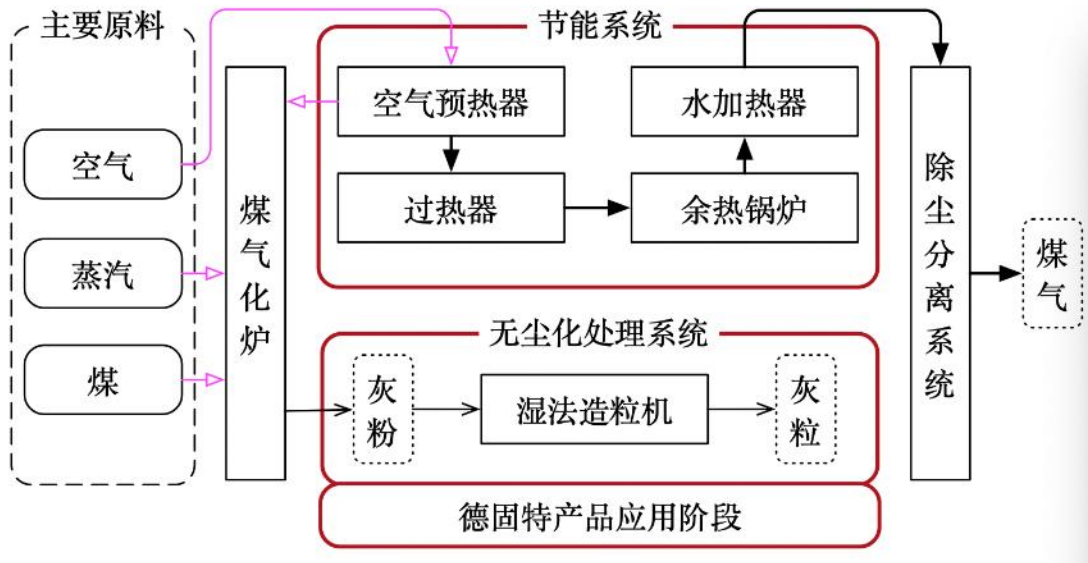 主要原料
空气
蒸汽
煤
煤气化炉
节能系统
空气预热器
水加热器
过热器
余热锅炉
无尘化处理系统
灰粉
湿法造粒机
灰粒
德固特产品应用阶段
除尘分离系统
煤气